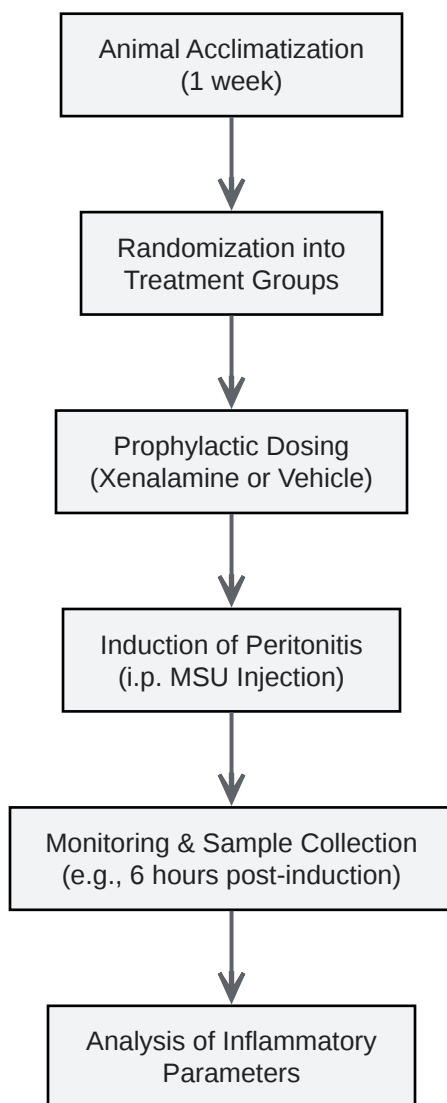 Animal Acclimatization
(1 week)
Randomization into
Treatment Groups
Prophylactic Dosing
(Xenalamine or Vehicle)
Induction of Peritonitis
(i.p. MSU Injection)
Monitoring & Sample Collection
(e.g., 6 hours post-induction)
Analysis of Inflammatory
Parameters